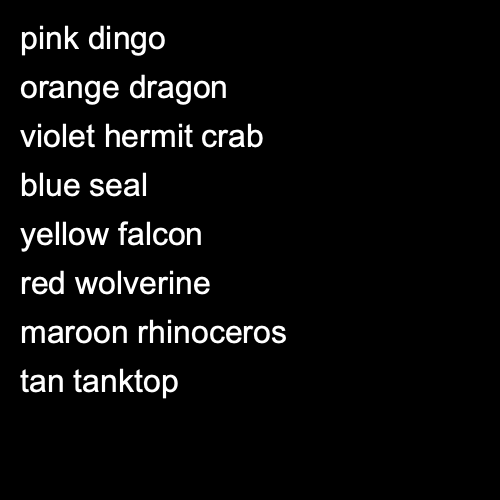 pink dingo
orange dragon
violet hermit crab
blue seal
yellow falcon
red wolverine
maroon rhinoceros
tan tanktop